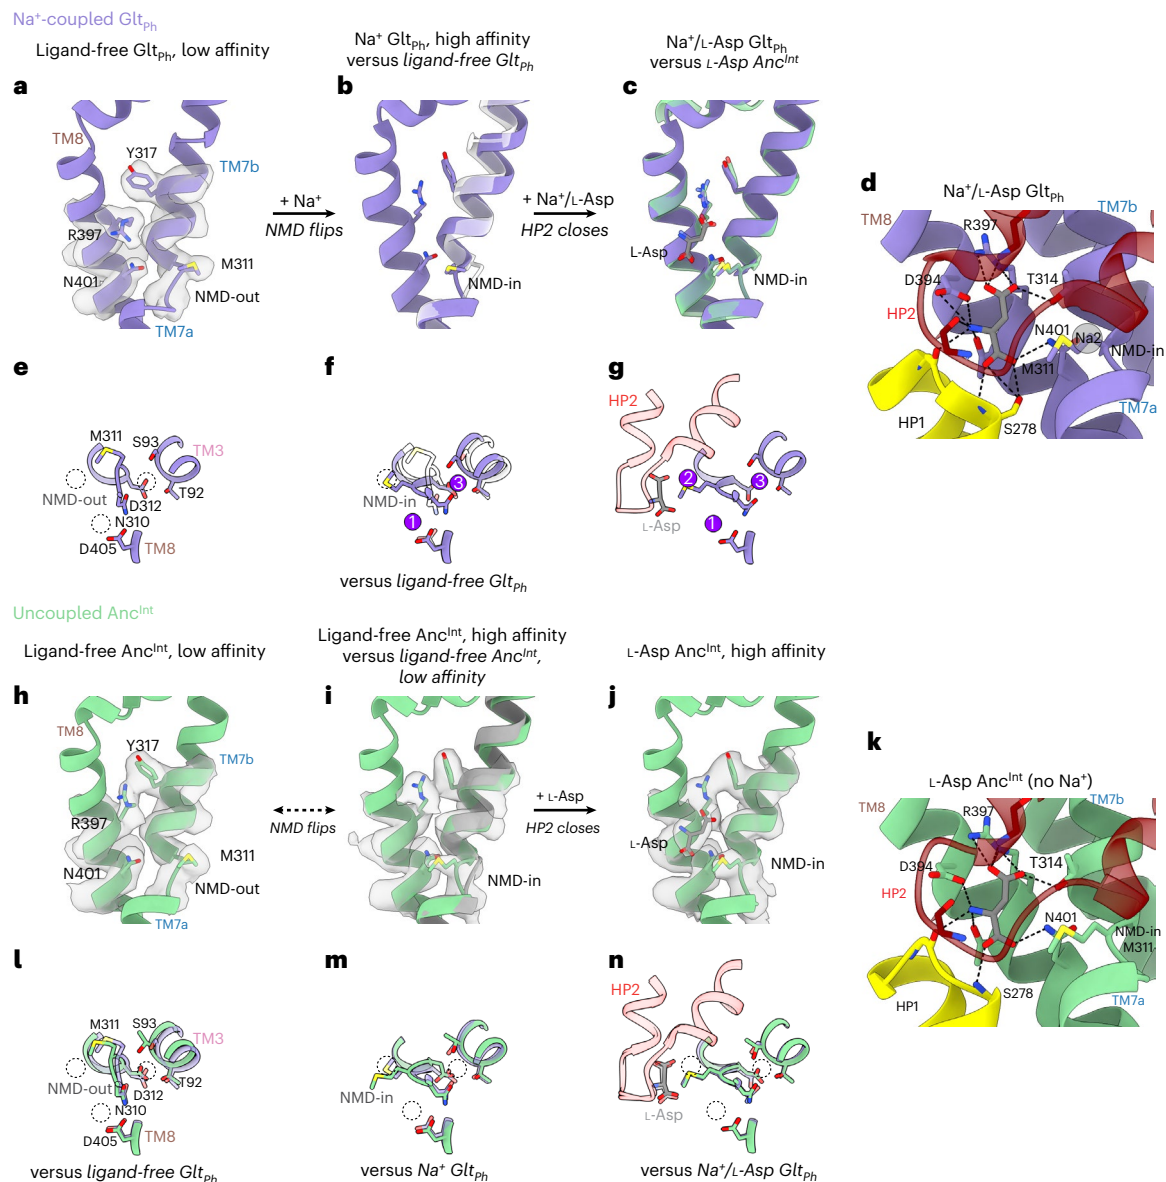 Na⁺-coupled GltPh
Ligand-free GltPh, low affinity
Na⁺ GltPh, high affinity
versus ligand-free GltPh
Na⁺/L-Asp GltPh
versus L-Asp AncInt
a
TM8
Y317
TM7b
R397
N401
M311
NMD-out
TM7a
+ Na⁺
NMD flips
b
NMD-in
+ Na⁺/L-Asp
HP2 closes
c
L-Asp
NMD-in
d
Na⁺/L-Asp GltPh
TM8
TM7b
R397
D394
T314
HP2
N401
Na2
NMD-in
M311
TM7a
HP1
S278
e
M311
S93
TM3
NMD-out
T92
D312
N310
D405
TM8
f
NMD-in
3
1
versus ligand-free GltPh
g
HP2
2
3
L-Asp
1
Uncoupled AncInt
Ligand-free AncInt, low affinity
Ligand-free AncInt, high affinity
versus ligand-free AncInt,
low affinity
L-Asp AncInt, high affinity
h
TM8
Y317
TM7b
R397
N401
M311
NMD-out
TM7a
NMD flips
i
NMD-in
+ L-Asp
HP2 closes
j
L-Asp
NMD-in
k
L-Asp AncInt (no Na⁺)
TM8
TM7b
R397
D394
T314
HP2
N401
NMD-in
M311
HP1
S278
TM7a
l
M311
S93
TM3
NMD-out
T92
D312
N310
D405
TM8
versus ligand-free GltPh
m
NMD-in
versus Na⁺ GltPh
n
HP2
L-Asp
versus Na⁺/L-Asp GltPh